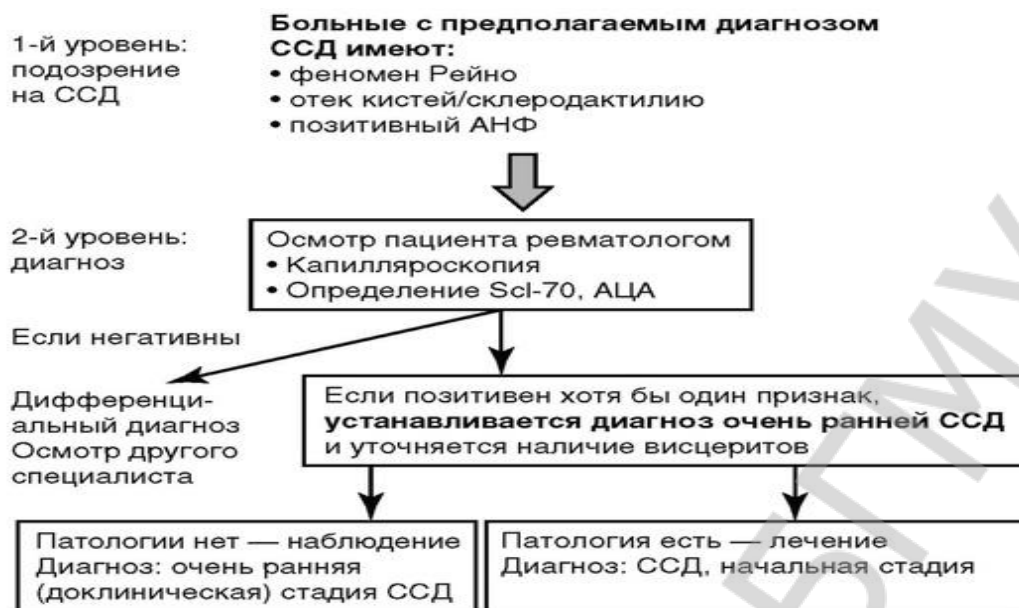 1-й уровень:
подозрение
на ССД
Больные с предполагаемым диагнозом
ССД имеют:
• феномен Рейно
• отек кистей/склеродактилию
• позитивный АНФ
2-й уровень:
диагноз
Осмотр пациента ревматологом
• Капилляроскопия
• Определение Scl-70, АЦА
Если негативны
Дифференци-
альный диагноз
Осмотр другого
специалиста
Если позитивен хотя бы один признак,
устанавливается диагноз очень ранней ССД
и уточняется наличие висцеритов
Патологии нет — наблюдение
Диагноз: очень ранняя
(доклиническая) стадия ССД
Патология есть — лечение
Диагноз: ССД, начальная стадия
БГМУ